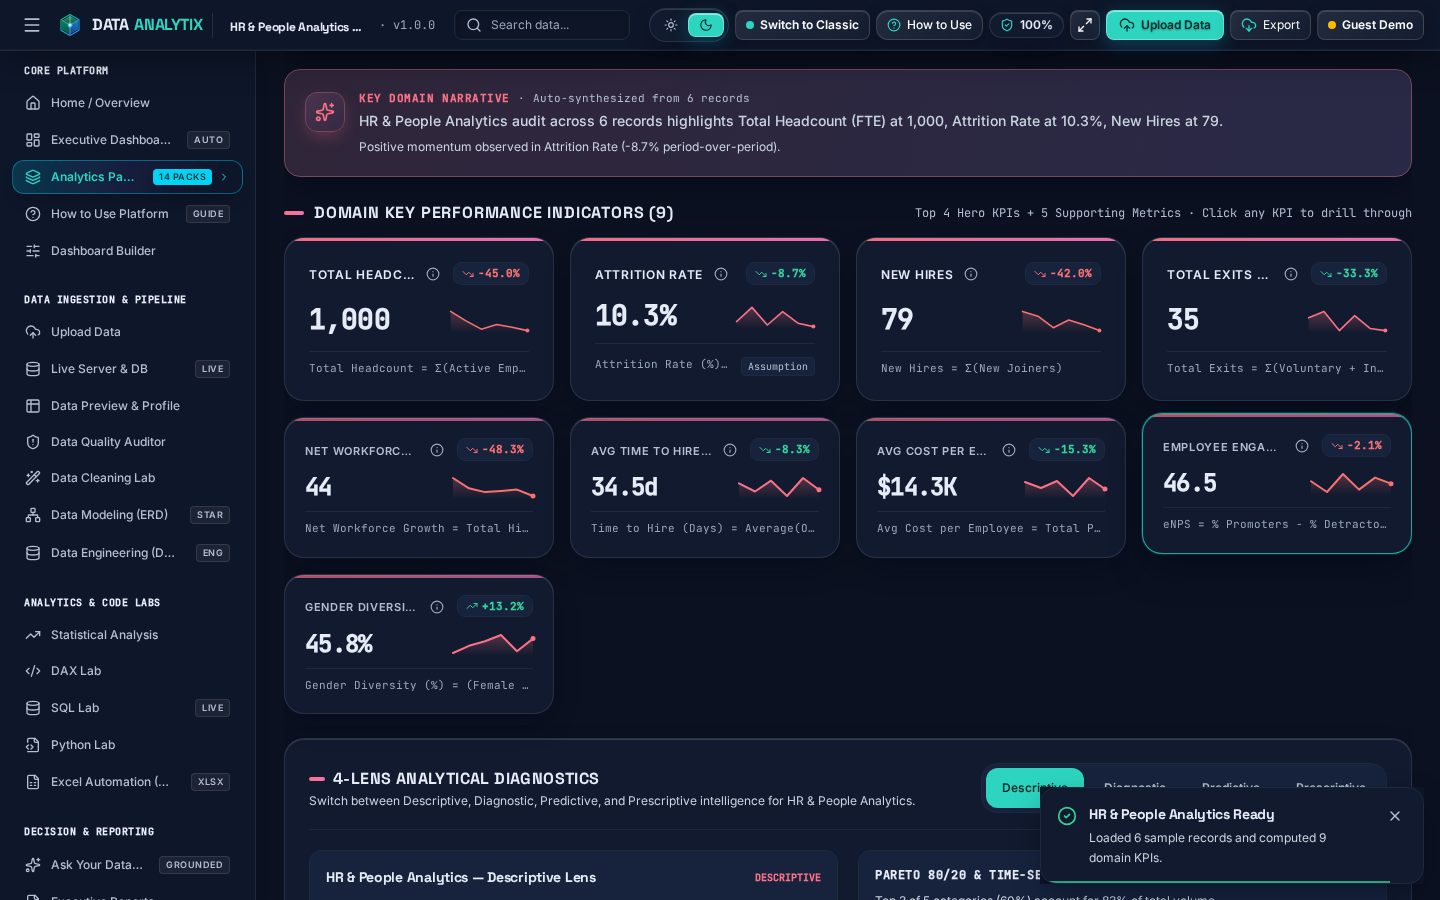 DATA ANALYTIX
HR & People Analytics ...
· v1.0.0
Search data...
Switch to Classic
How to Use
100%
Upload Data
Export
Guest Demo
CORE PLATFORM
Home / Overview
Executive Dashboa... AUTO
Analytics Pa... 14 PACKS
How to Use Platform GUIDE
Dashboard Builder
DATA INGESTION & PIPELINE
Upload Data
Live Server & DB LIVE
Data Preview & Profile
Data Quality Auditor
Data Cleaning Lab
Data Modeling (ERD) STAR
Data Engineering (D... ENG
ANALYTICS & CODE LABS
Statistical Analysis
DAX Lab
SQL Lab LIVE
Python Lab
Excel Automation (... XLSX
DECISION & REPORTING
Ask Your Data... GROUNDED
Executive Reports
KEY DOMAIN NARRATIVE · Auto-synthesized from 6 records
HR & People Analytics audit across 6 records highlights Total Headcount (FTE) at 1,000, Attrition Rate at 10.3%, New Hires at 79.
Positive momentum observed in Attrition Rate (-8.7% period-over-period).
DOMAIN KEY PERFORMANCE INDICATORS (9)
Top 4 Hero KPIs + 5 Supporting Metrics · Click any KPI to drill through
TOTAL HEADC... -45.0%
1,000
Total Headcount = Σ(Active Emp...
ATTRITION RATE -8.7%
10.3%
Attrition Rate (%)... Assumption
NEW HIRES -42.0%
79
New Hires = Σ(New Joiners)
TOTAL EXITS ... -33.3%
35
Total Exits = Σ(Voluntary + In...
NET WORKFORC... -48.3%
44
Net Workforce Growth = Total Hi...
AVG TIME TO HIRE... -8.3%
34.5d
Time to Hire (Days) = Average(O...
AVG COST PER E... -15.3%
$14.3K
Avg Cost per Employee = Total P...
EMPLOYEE ENGA... -2.1%
46.5
eNPS = % Promoters - % Detracto...
GENDER DIVERSI... +13.2%
45.8%
Gender Diversity (%) = (Female ...
4-LENS ANALYTICAL DIAGNOSTICS
Switch between Descriptive, Diagnostic, Predictive, and Prescriptive intelligence for HR & People Analytics.
Descriptive Diagnostic Predictive Prescriptive
HR & People Analytics — Descriptive Lens
DESCRIPTIVE
PARETO 80/20 & TIME-SE
HR & People Analytics Ready
Loaded 6 sample records and computed 9
domain KPIs.